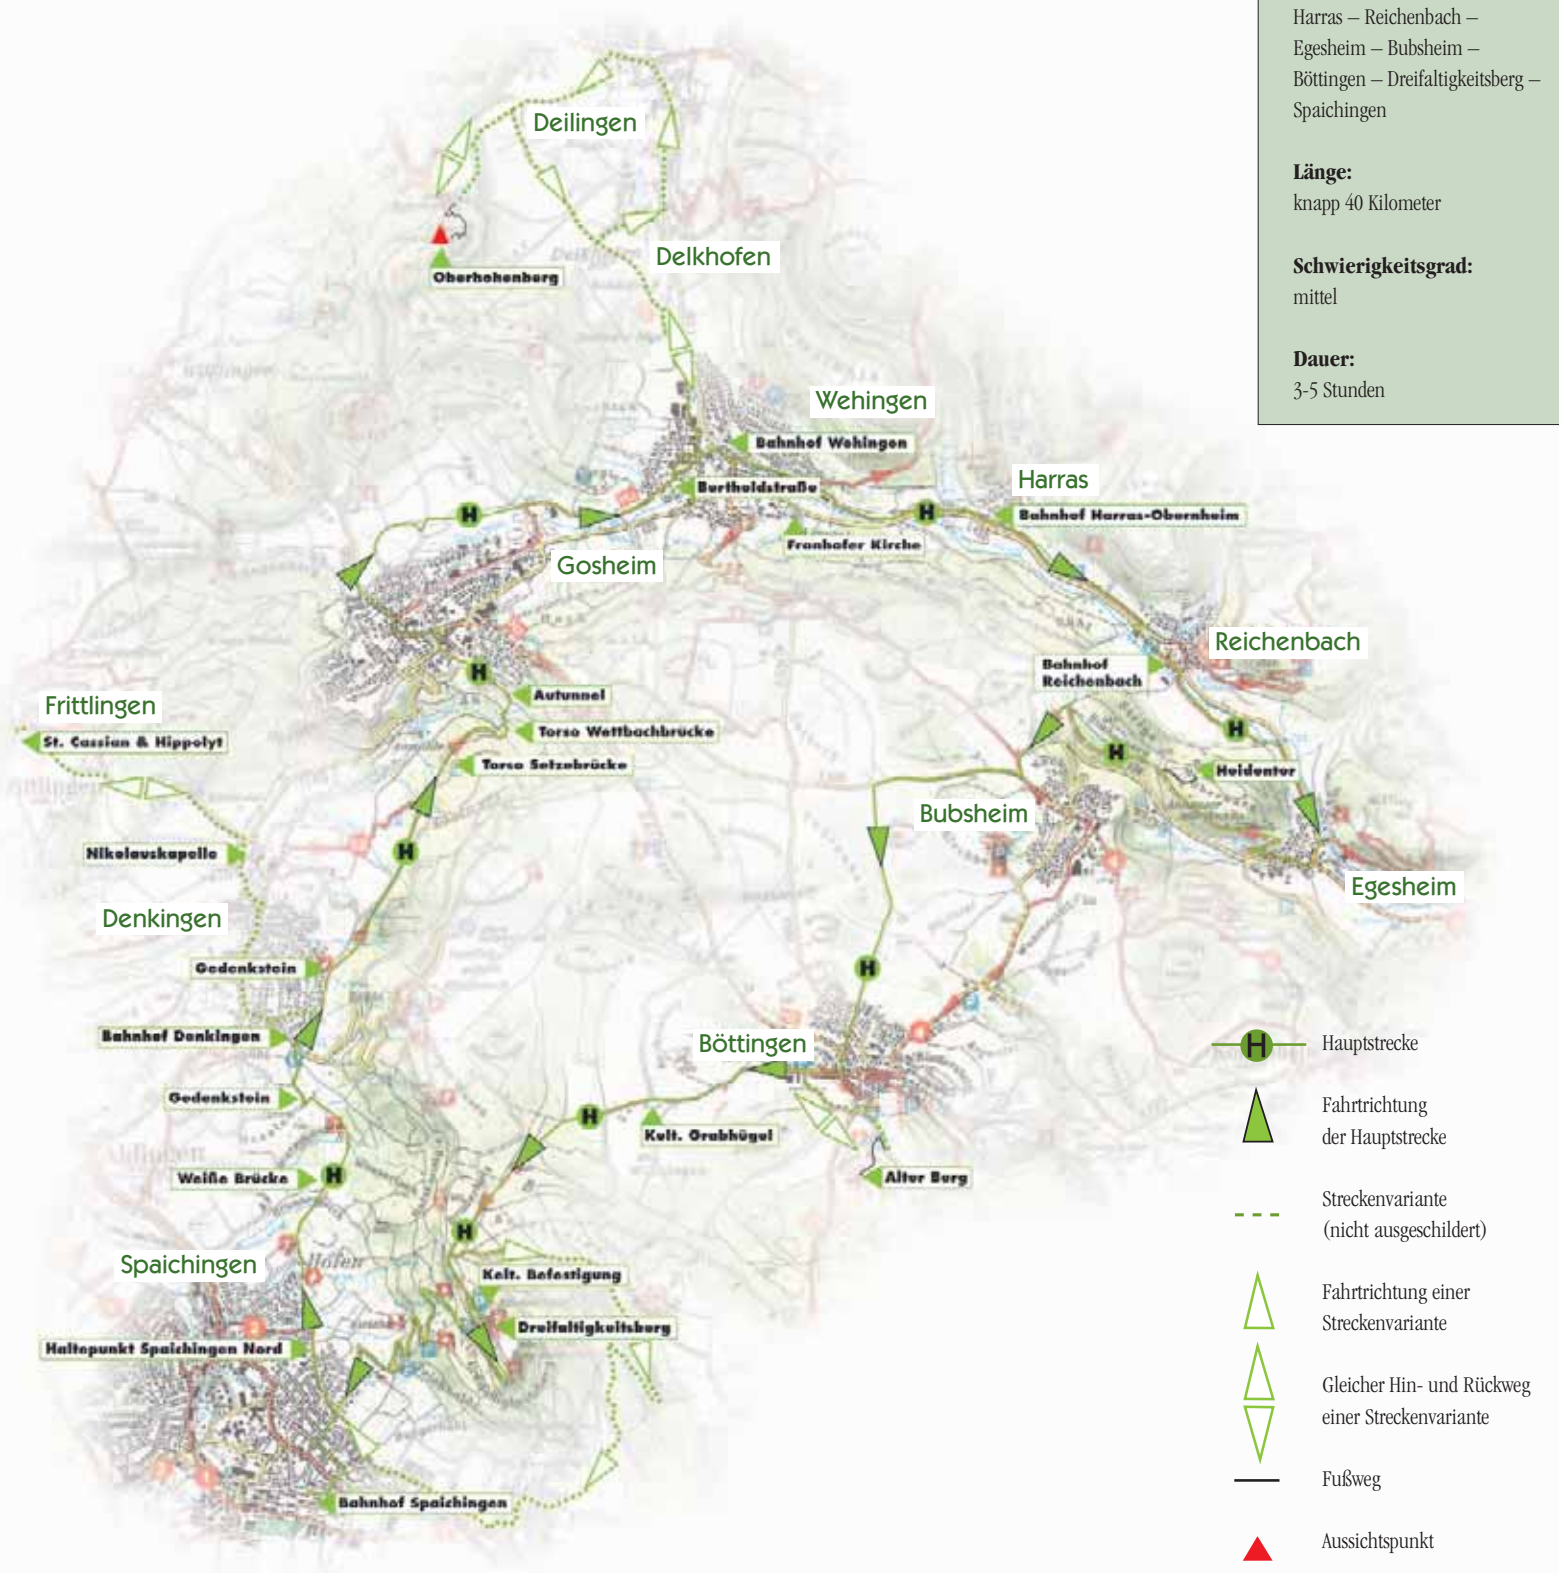 Harras – Reichenbach –
Egesheim – Bubsheim –
Böttingen – Dreifaltigkeitsberg –
Spaichingen
Länge:
knapp 40 Kilometer
Schwierigkeitsgrad:
mittel
Dauer:
3-5 Stunden
Deilingen
Delkhofen
Oberhohenberg
Wehingen
Bahnhof Wehingen
Bertholdstraße
Harras
Bahnhof Harras-Obernheim
Fronhofer Kirche
H
H
Gosheim
Reichenbach
Bahnhof
Reichenbach
H
Autunnel
Frittlingen
St. Cassian & Hippolyt
Torso Wettbachbrücke
Torso Setzebrücke
H
H
Heidentor
Bubsheim
Nikolauskapelle
H
Egesheim
Denkingen
Gedenkstein
H
Bahnhof Denkingen
Böttingen
Gedenkstein
H
Kelt. Grabhügel
Weiße Brücke
H
Alter Burg
H
Spaichingen
Hofen
Kelt. Befestigung
Dreifaltigkeitsberg
Haltepunkt Spaichingen Nord
Bahnhof Spaichingen
H
Hauptstrecke
Fahrtrichtung
der Hauptstrecke
Streckenvariante
(nicht ausgeschildert)
Fahrtrichtung einer
Streckenvariante
Gleicher Hin- und Rückweg
einer Streckenvariante
Fußweg
Aussichtspunkt